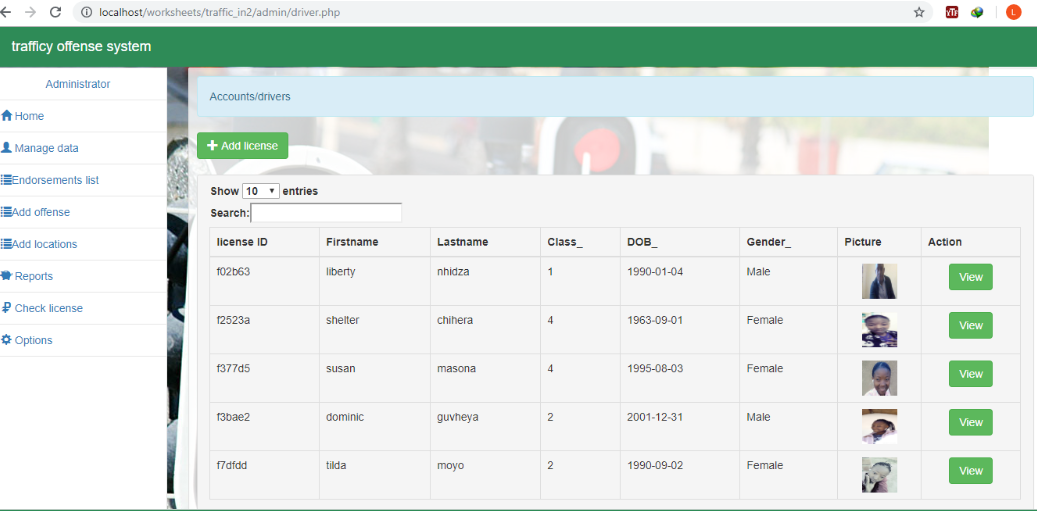 localhost/worksheets/traffic_in2/admin/driver.php
YTF
L
trafficy offense system
Administrator
Home
Manage data
Endorsements list
Add offense
Add locations
Reports
Check license
Options
Accounts/drivers
Add license
Show 10 entries
Search:
license ID Firstname Lastname Class_ DOB_ Gender_ Picture Action
f02b63 liberty nhidza 1 1990-01-04 Male View
f2523a shelter chihera 4 1963-09-01 Female View
f377d5 susan masona 4 1995-08-03 Female View
f3bae2 dominic guvheya 2 2001-12-31 Male View
f7dfdd tilda moyo 2 1990-09-02 Female View